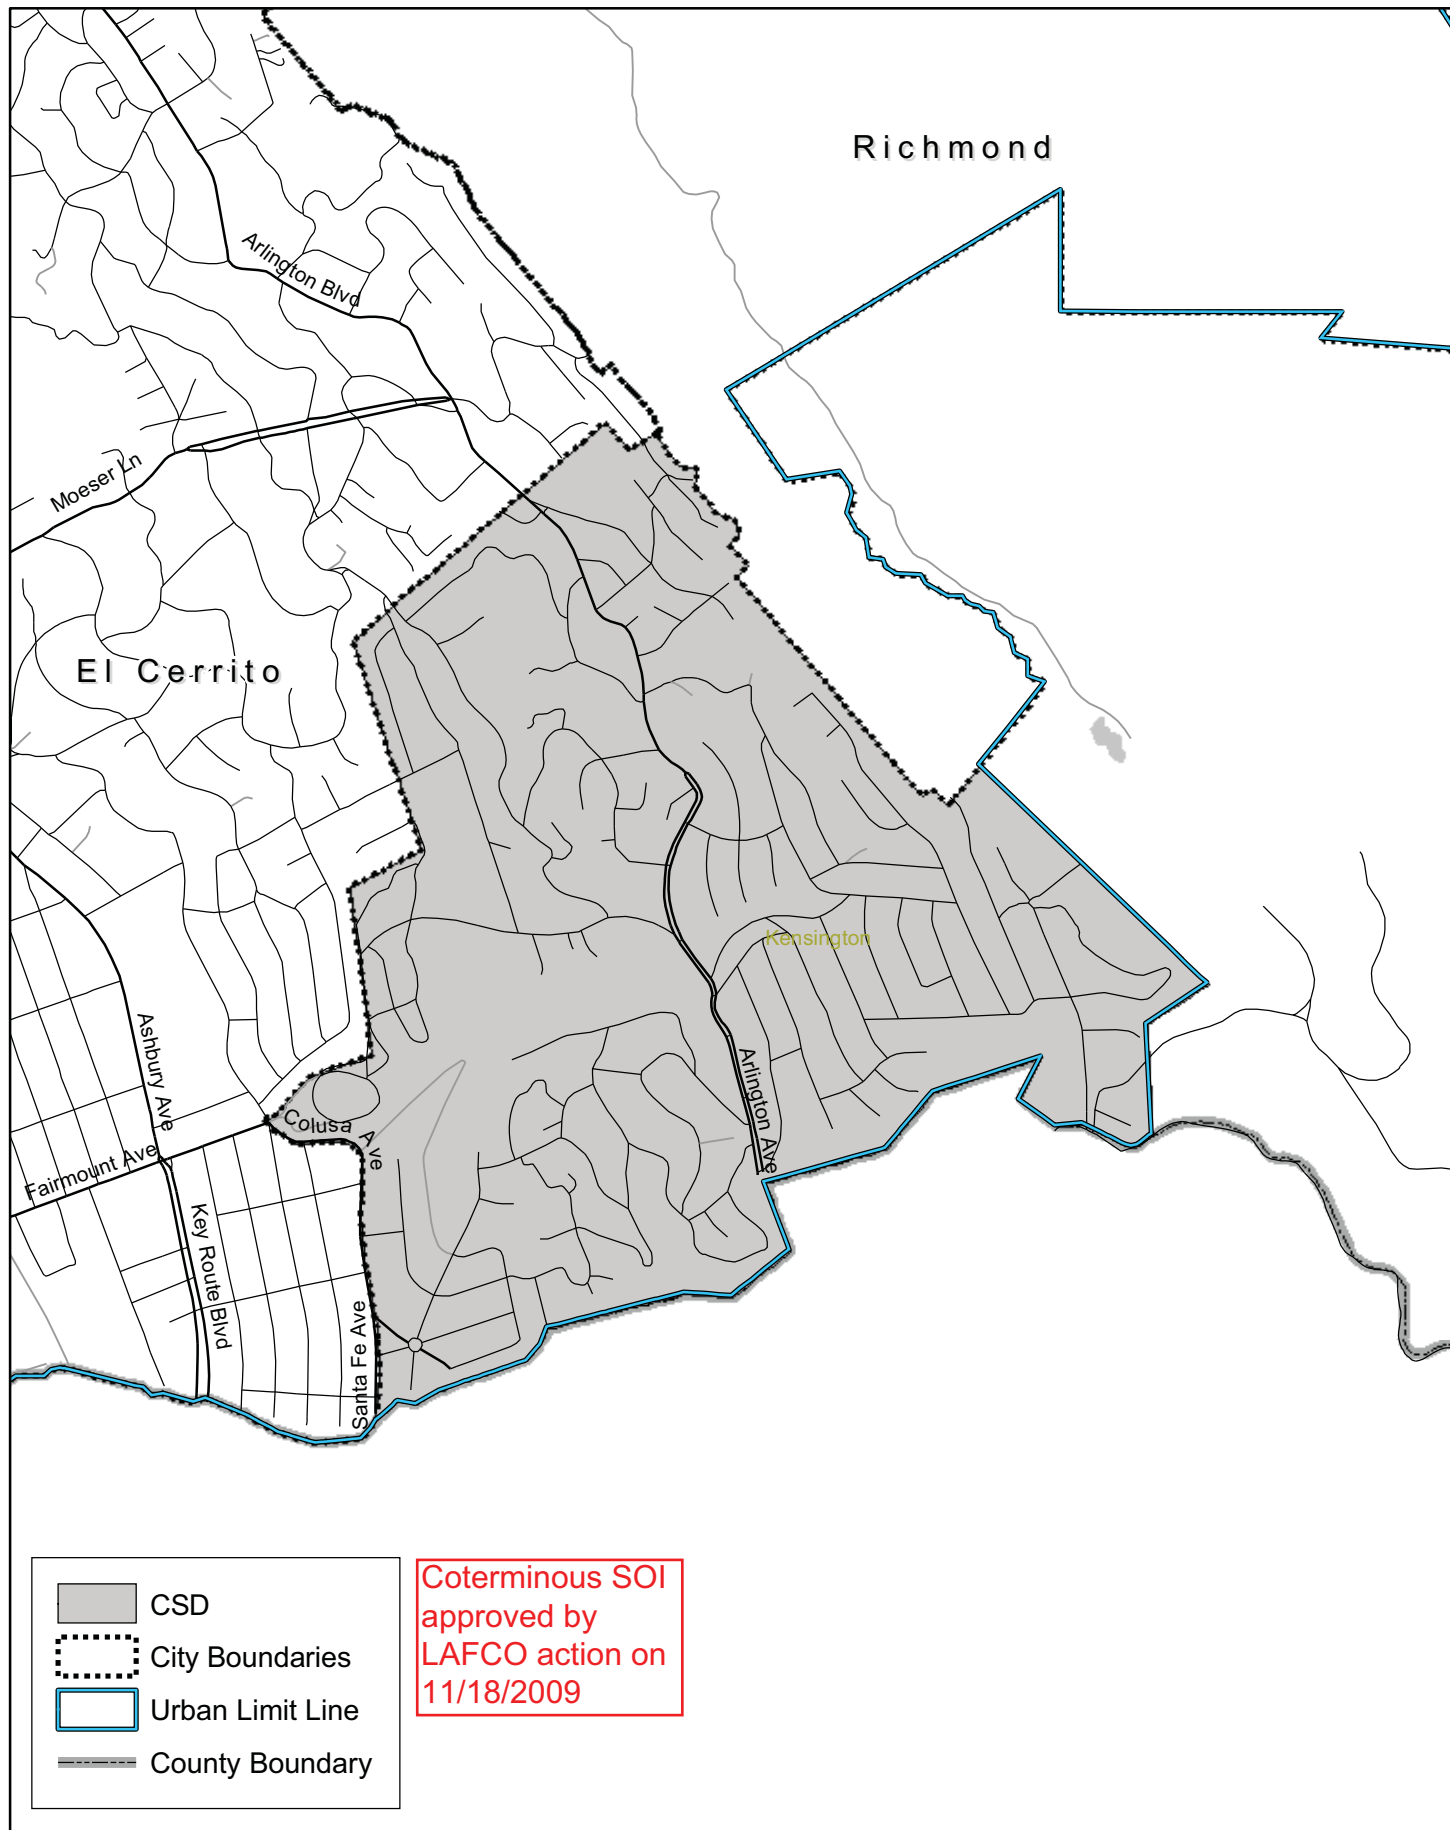 Richmond
Arlington Blvd
Moeser Ln
El Cerrito
Kensington
Ashbury Ave
Arlington Ave
Colusa Ave
Fairmount Ave
Key Route Blvd
Santa Fe Ave
CSD
City Boundaries
Urban Limit Line
County Boundary
Coterminous SOI
approved by
LAFCO action on
11/18/2009